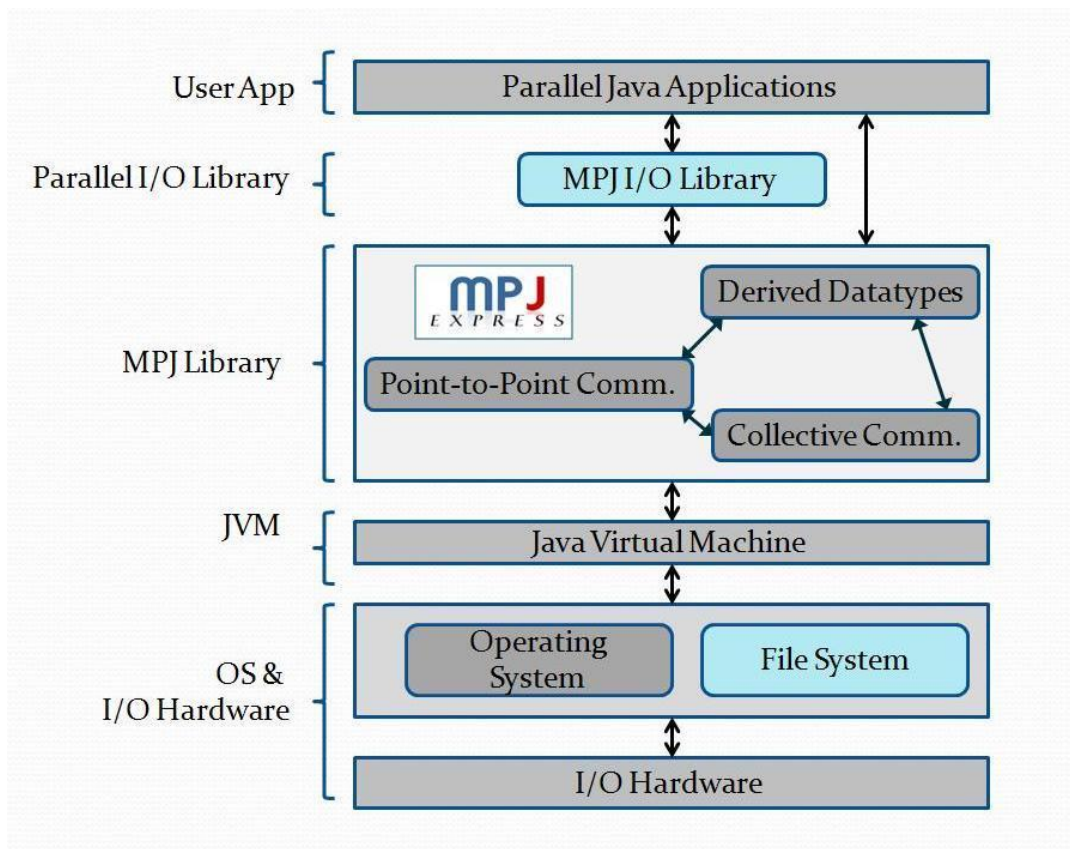 User App
Parallel Java Applications
Parallel I/O Library
MPJ I/O Library
MPJ Library
MPJ
EXPRESS
Derived Datatypes
Point-to-Point Comm.
Collective Comm.
JVM
Java Virtual Machine
OS &
I/O Hardware
Operating
System
File System
I/O Hardware